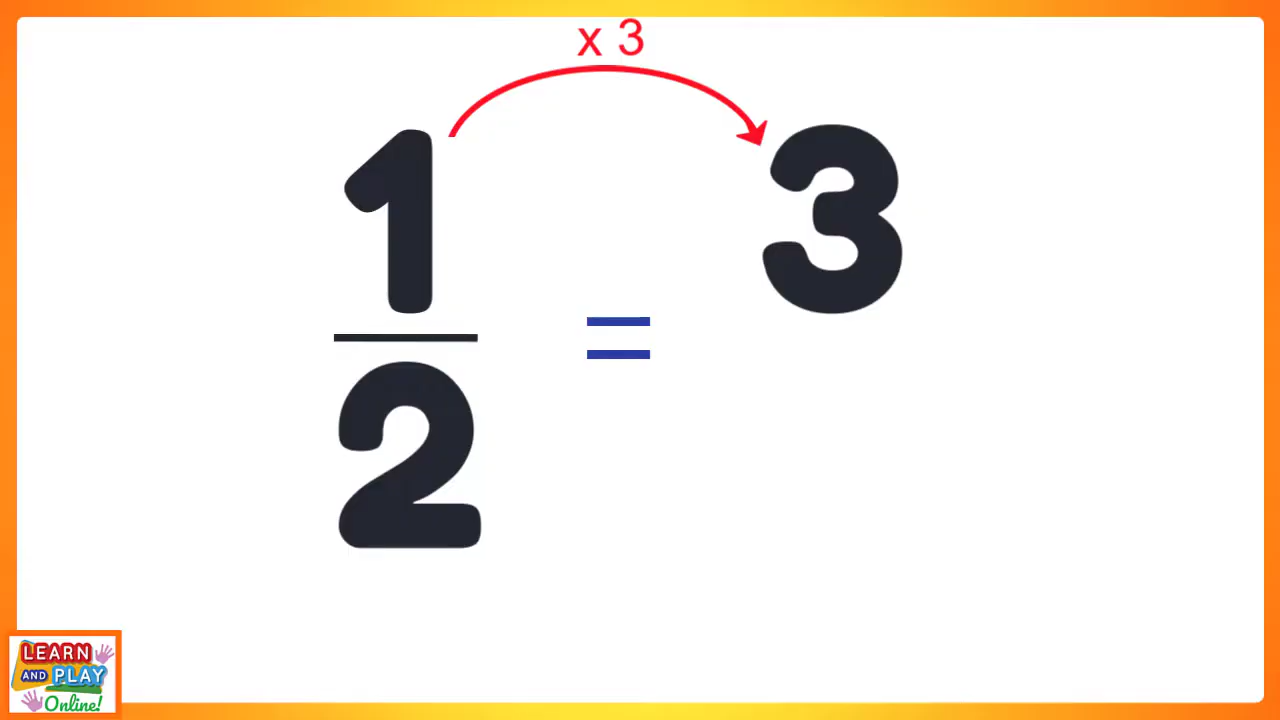 x 3
1 = 3
2
LEARN
AND PLAY
Online!